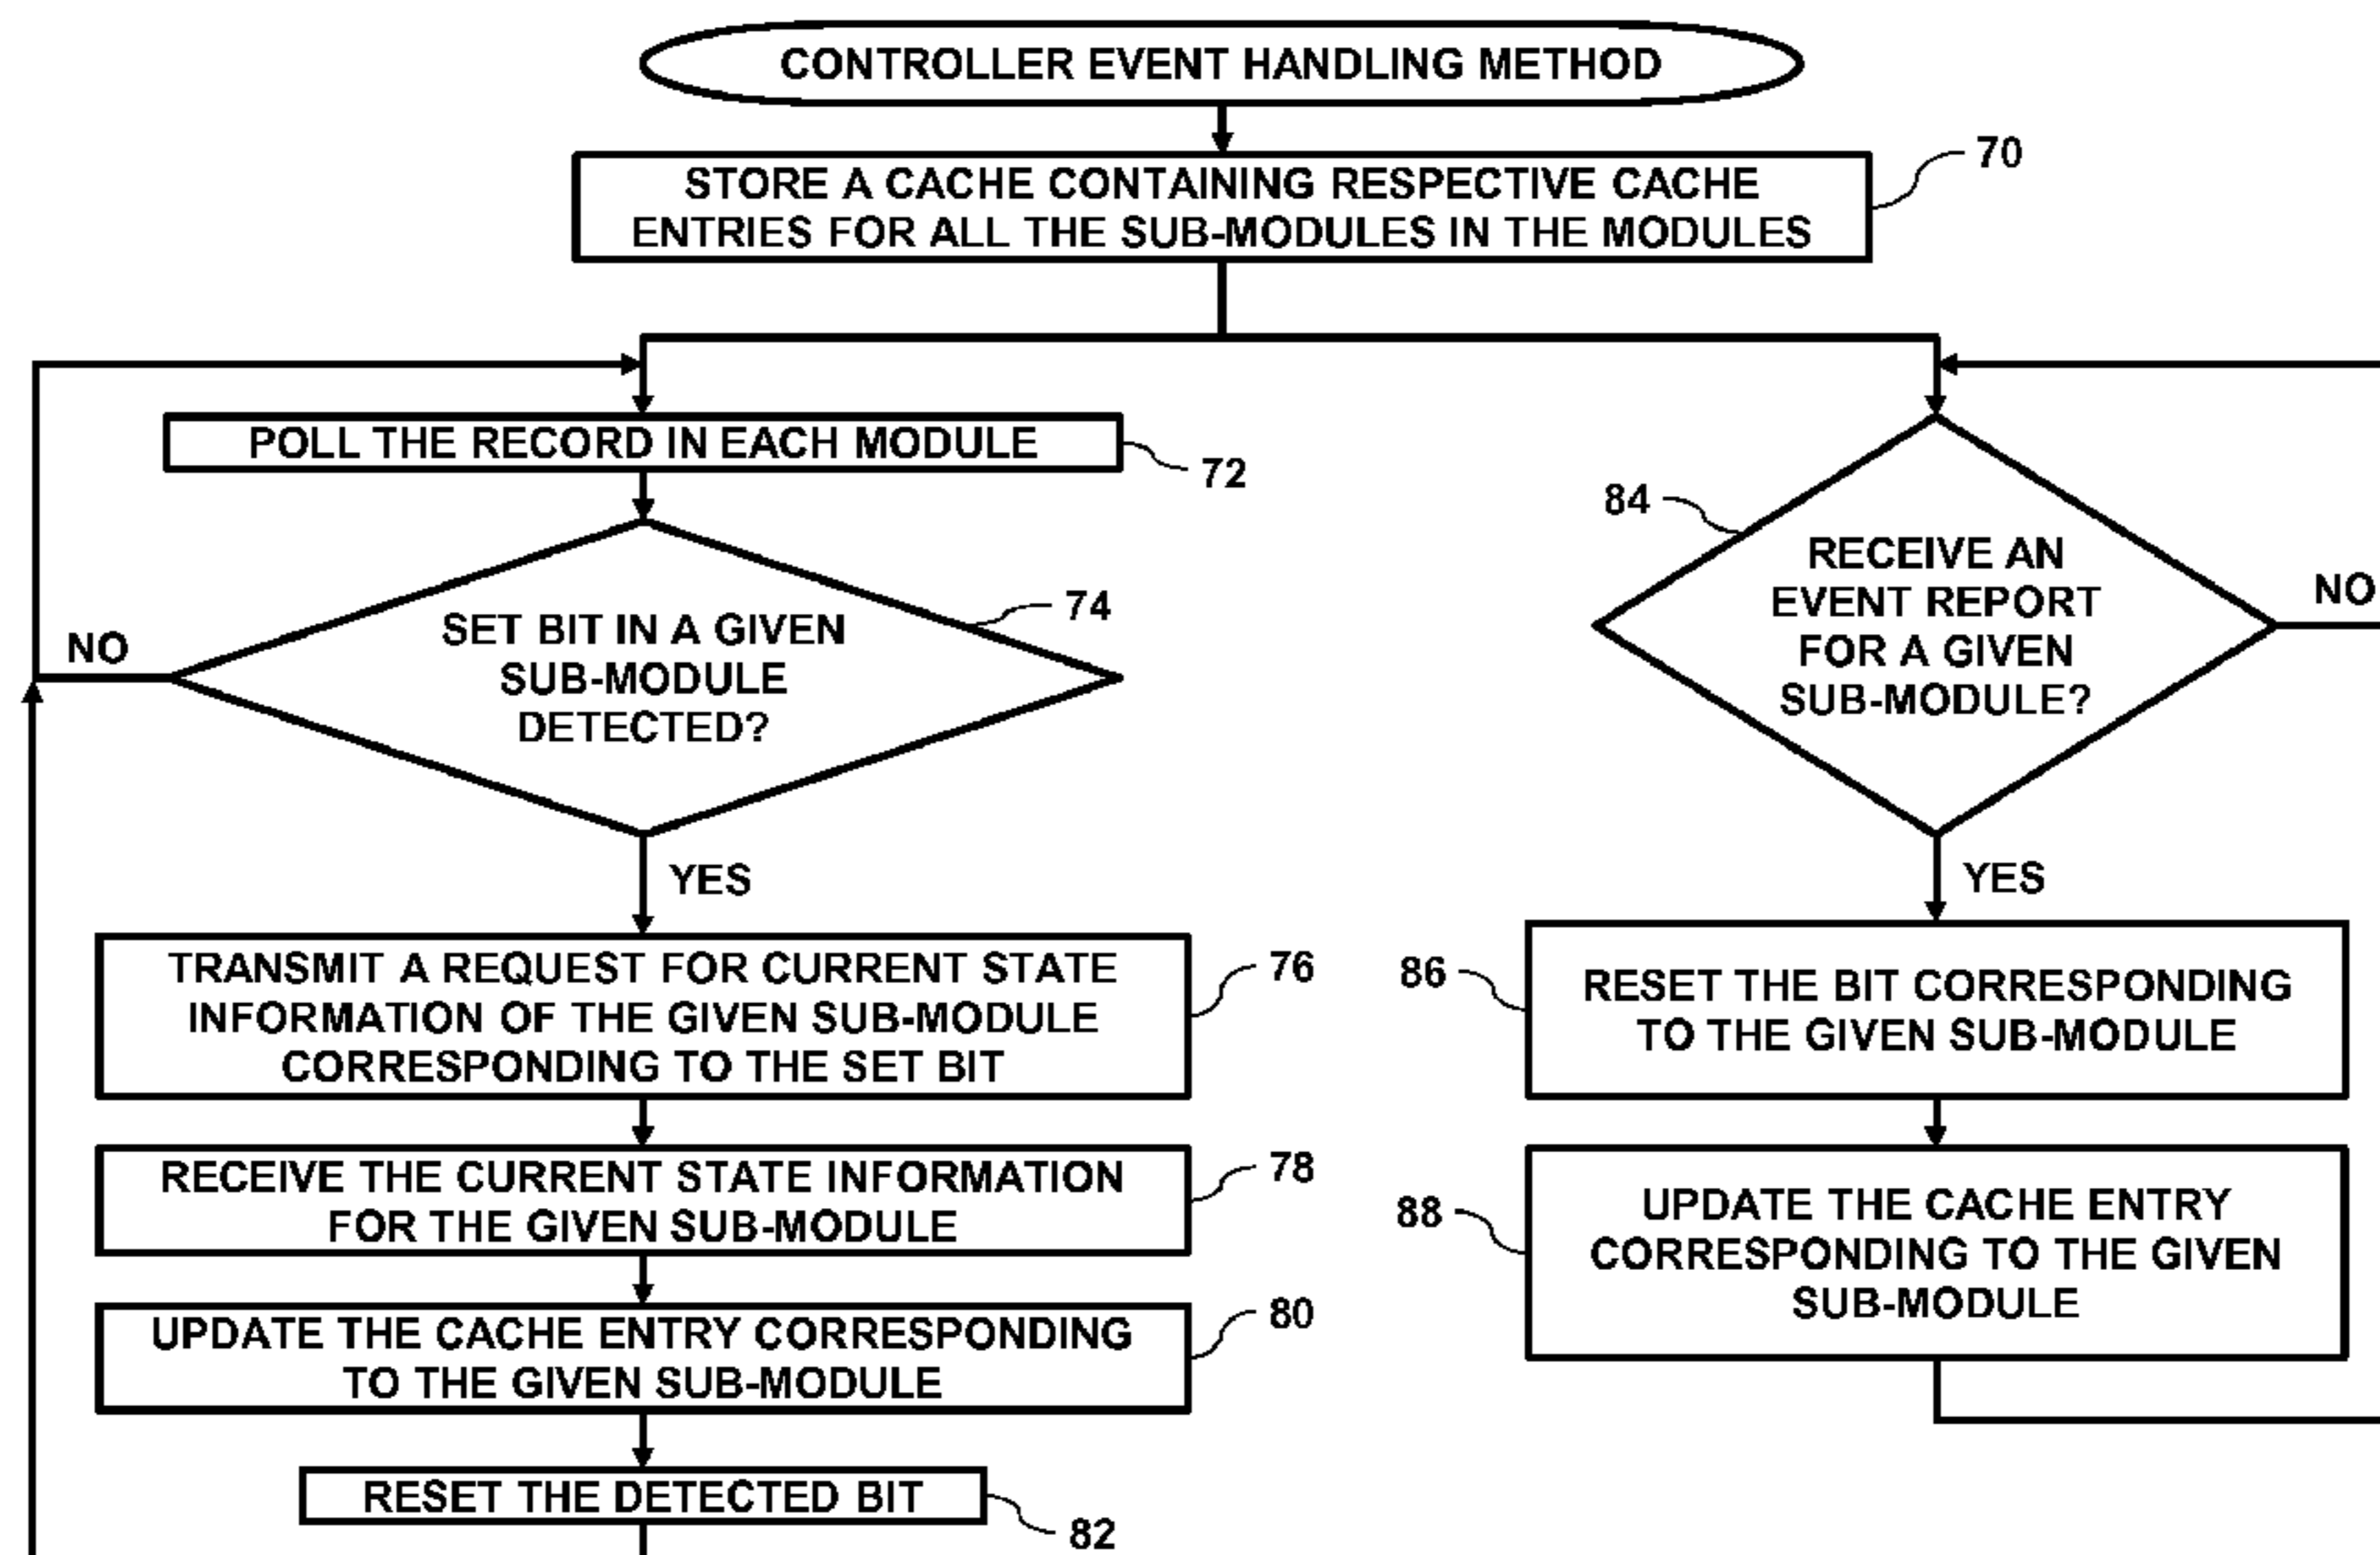 CONTROLLER EVENT HANDLING METHOD
STORE A CACHE CONTAINING RESPECTIVE CACHE
ENTRIES FOR ALL THE SUB-MODULES IN THE MODULES
70
POLL THE RECORD IN EACH MODULE
72
SET BIT IN A GIVEN
SUB-MODULE
DETECTED?
74
NO
YES
TRANSMIT A REQUEST FOR CURRENT STATE
INFORMATION OF THE GIVEN SUB-MODULE
CORRESPONDING TO THE SET BIT
76
RECEIVE THE CURRENT STATE INFORMATION
FOR THE GIVEN SUB-MODULE
78
UPDATE THE CACHE ENTRY CORRESPONDING
TO THE GIVEN SUB-MODULE
80
RESET THE DETECTED BIT
82
84
RECEIVE AN
EVENT REPORT
FOR A GIVEN
SUB-MODULE?
NO
YES
86
RESET THE BIT CORRESPONDING
TO THE GIVEN SUB-MODULE
88
UPDATE THE CACHE ENTRY
CORRESPONDING TO THE GIVEN
SUB-MODULE